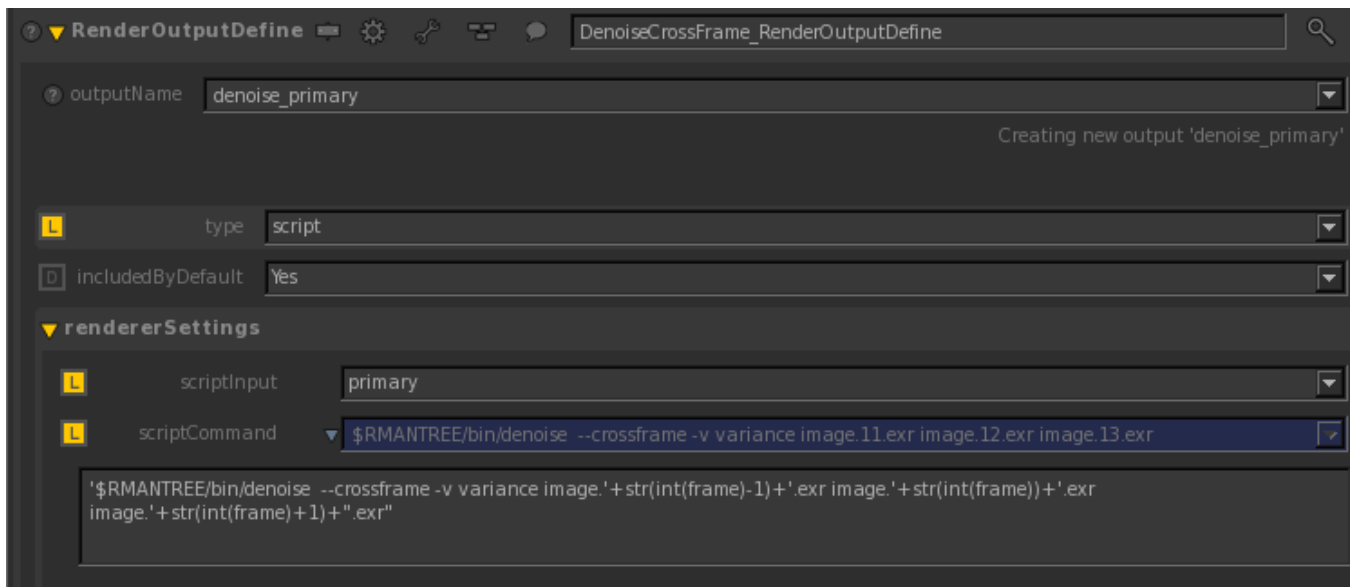 RenderOutputDefine DenoiseCrossFrame_RenderOutputDefine
outputName denoise_primary
Creating new output 'denoise_primary'
L type script
D includedByDefault Yes
rendererSettings
L scriptInput primary
L scriptCommand $RMANTREE/bin/denoise  --crossframe -v variance image.11.exr image.12.exr image.13.exr
'$RMANTREE/bin/denoise  --crossframe -v variance image.'+str(int(frame)-1)+'.exr image.'+str(int(frame))+'.exr
image.'+str(int(frame)+1)+".exr"